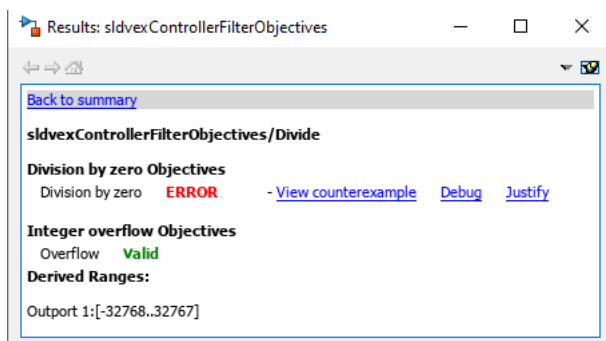 Results: sldvexControllerFilterObjectives
Back to summary
sldvexControllerFilterObjectives/Divide
Division by zero Objectives
Division by zero ERROR - View counterexample Debug Justify
Integer overflow Objectives
Overflow Valid
Derived Ranges:
Outport 1:[-32768..32767]